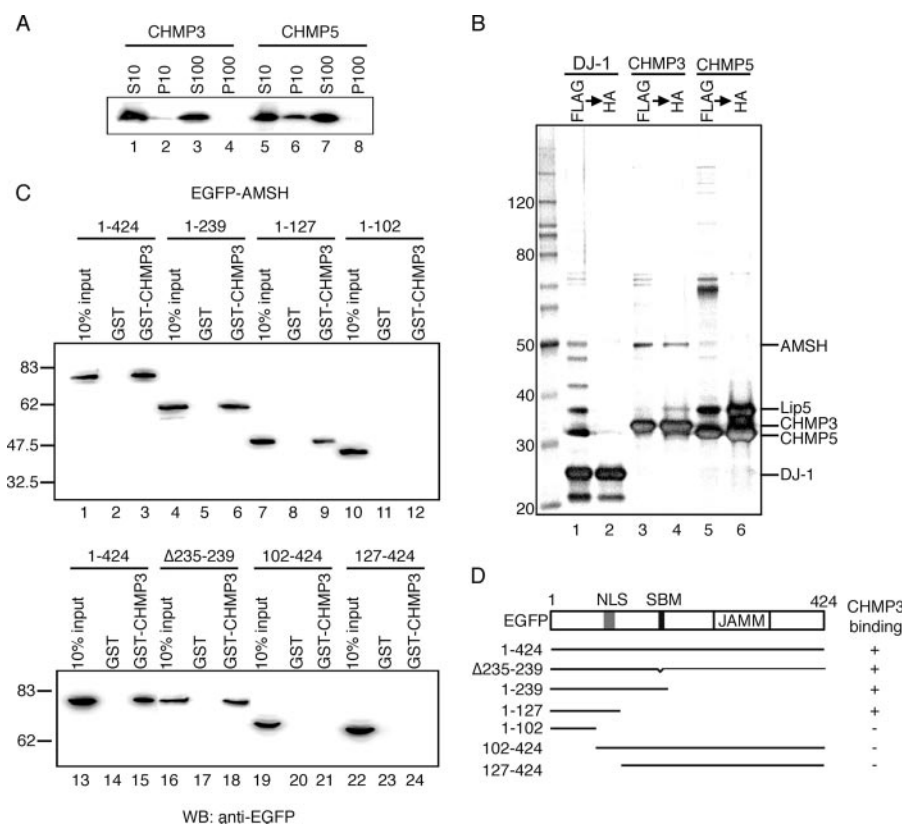 A
CHMP3 CHMP5
S10 P10 S100 P100 S10 P10 S100 P100
1 2 3 4 5 6 7 8
B
DJ-1 CHMP3 CHMP5
FLAG HA FLAG HA FLAG HA
120
80
50
40
30
20
AMSH
Lip5
CHMP3
CHMP5
DJ-1
1 2 3 4 5 6
C
EGFP-AMSH
1-424 1-239 1-127 1-102
10% input GST GST-CHMP3 10% input GST GST-CHMP3 10% input GST GST-CHMP3 10% input GST GST-CHMP3
83
62
47.5
32.5
1 2 3 4 5 6 7 8 9 10 11 12
1-424 Δ235-239 102-424 127-424
10% input GST GST-CHMP3 10% input GST GST-CHMP3 10% input GST GST-CHMP3 10% input GST GST-CHMP3
83
62
13 14 15 16 17 18 19 20 21 22 23 24
WB: anti-EGFP
D
1 NLS SBM 424 CHMP3
EGFP JAMM binding
1-424 +
Δ235-239 +
1-239 +
1-127 +
1-102 -
102-424 -
127-424 -